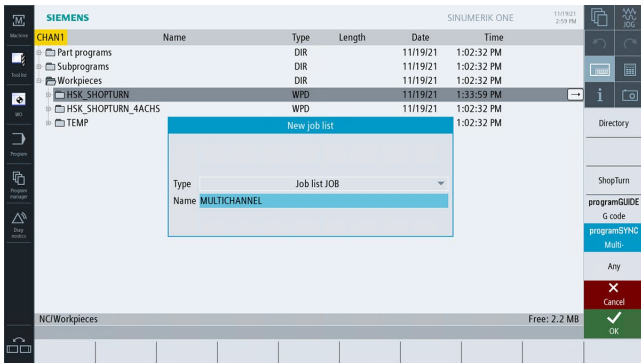 SIEMENS
SINUMERIK ONE
11/19/21
2:59 PM
JOG
Machine
CHAN1 Name Type Length Date Time
Part programs DIR 11/19/21 1:02:32 PM
Subprograms DIR 11/19/21 1:02:32 PM
Workpieces DIR 11/19/21 1:02:32 PM
HSK_SHOPTURN WPD 11/19/21 1:33:59 PM
HSK_SHOPTURN_4ACHS WPD 11/19/21 1:02:32 PM
TEMP 1:02:32 PM
New job list
Type Job list JOB
Name MULTICHANNEL
NC/Workpieces Free: 2.2 MB
Tool list
WO
Program
Program
manager
Diag
nostics
Directory
ShopTurn
programGUIDE
G code
programSYNC
Multi-
Any
Cancel
OK